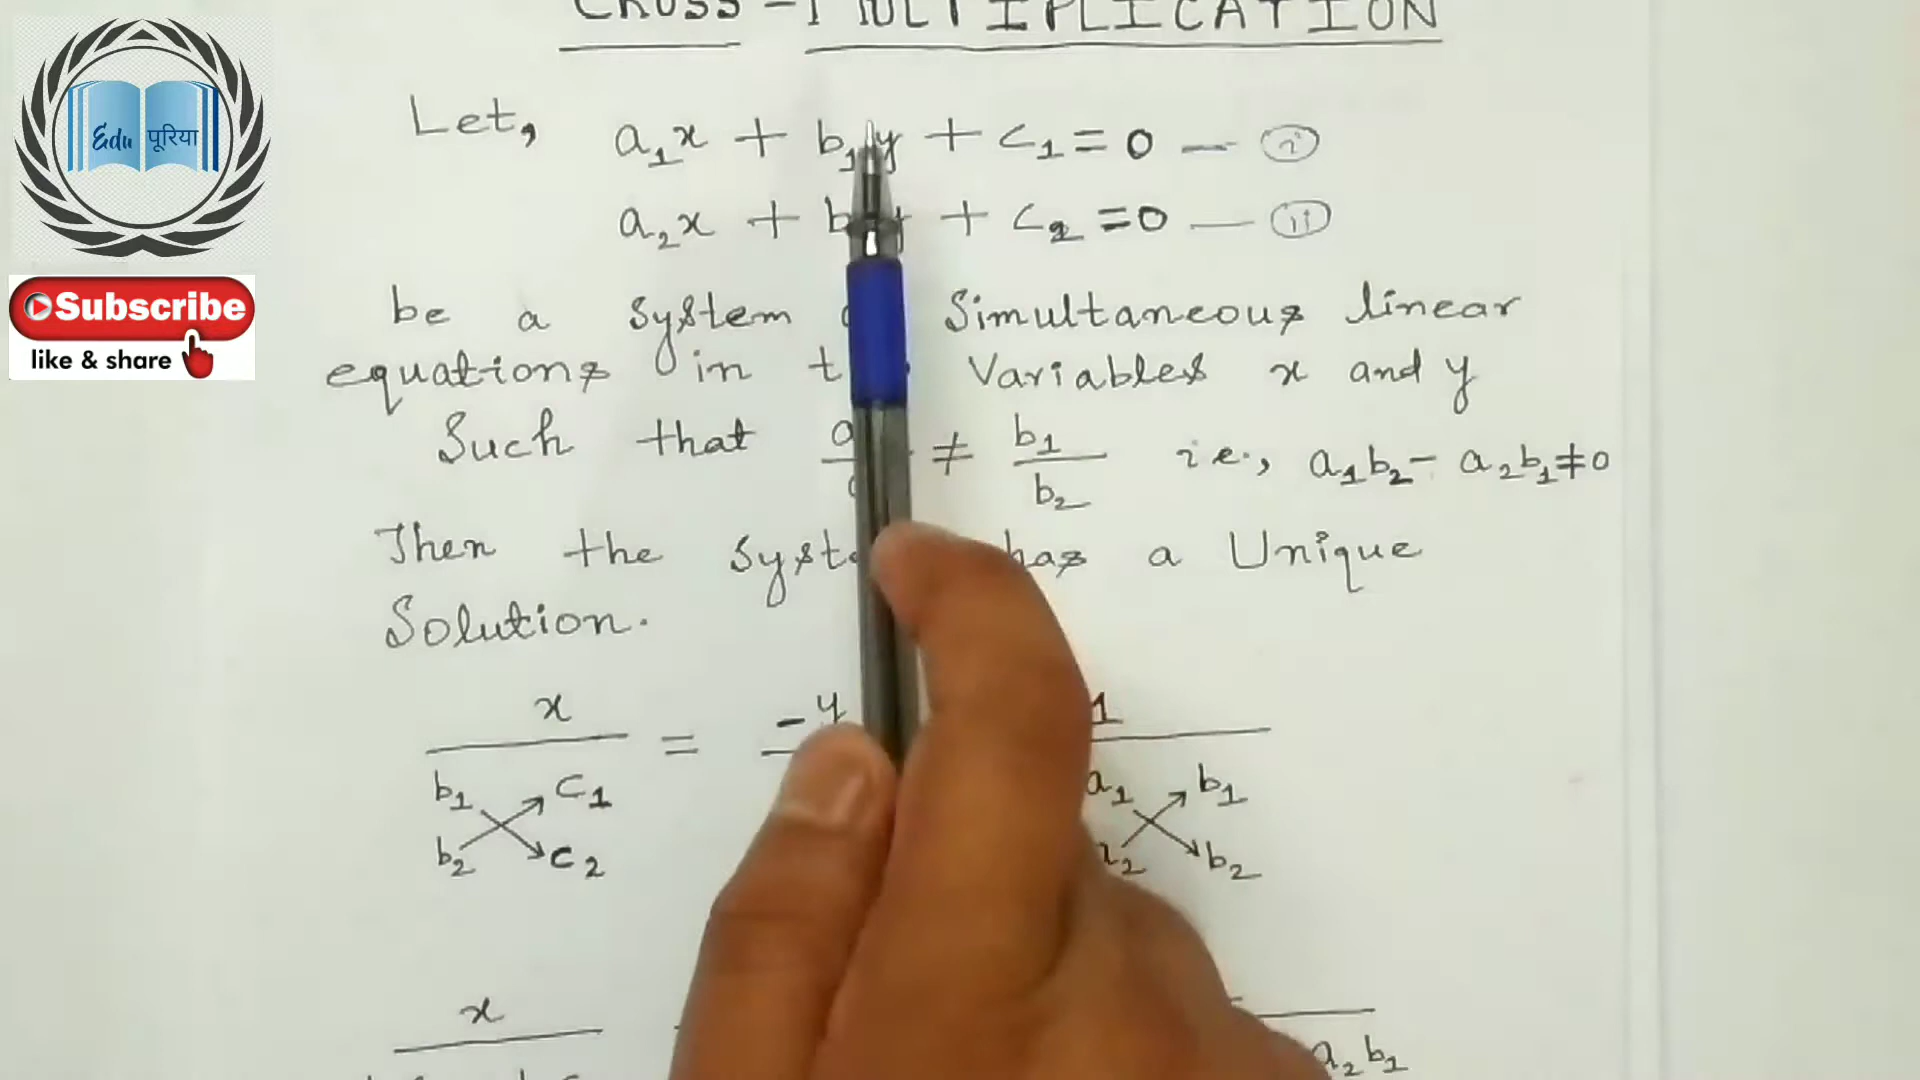 CROSS-MULTIPLICATION
Edu पूरिया
Subscribe
like & share
Let, a₁x + b₁y + c₁ = 0 — (i)
a₂x + b + c₂ = 0 — (ii)
be a system Simultaneous linear
equations in Variables x and y
Such that a ≠ b₁/b₂ i.e., a₁b₂ - a₂b₁ ≠ 0
Then the has a Unique
Solution.
x = -y 1
b₁ c₁ a₁ b₁
b₂ c₂ a₂ b₂
x
a₂b₁